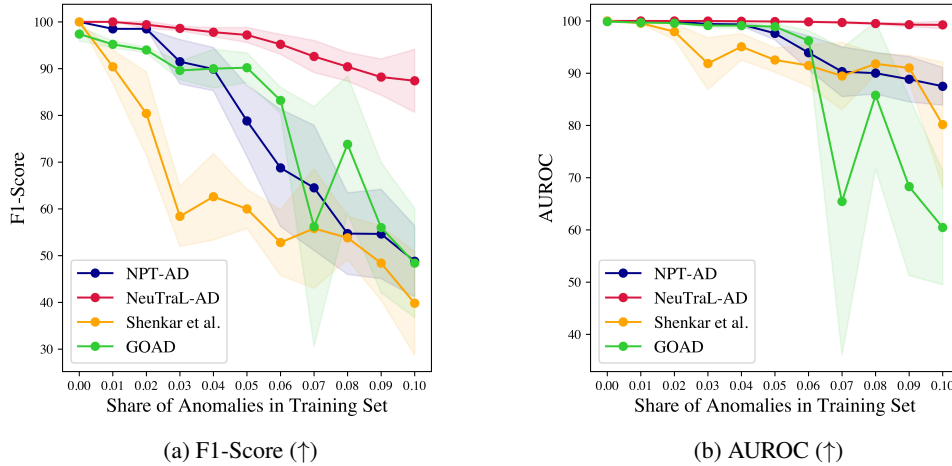 100
90
80
70
60
50
40
30
F1-Score
NPT-AD
NeuTraL-AD
Shenkar et al.
GOAD
0.00 0.01 0.02 0.03 0.04 0.05 0.06 0.07 0.08 0.09 0.10
Share of Anomalies in Training Set
(a) F1-Score (↑)
100
90
80
70
60
50
40
AUROC
NPT-AD
NeuTraL-AD
Shenkar et al.
GOAD
0.00 0.01 0.02 0.03 0.04 0.05 0.06 0.07 0.08 0.09 0.10
Share of Anomalies in Training Set
(b) AUROC (↑)